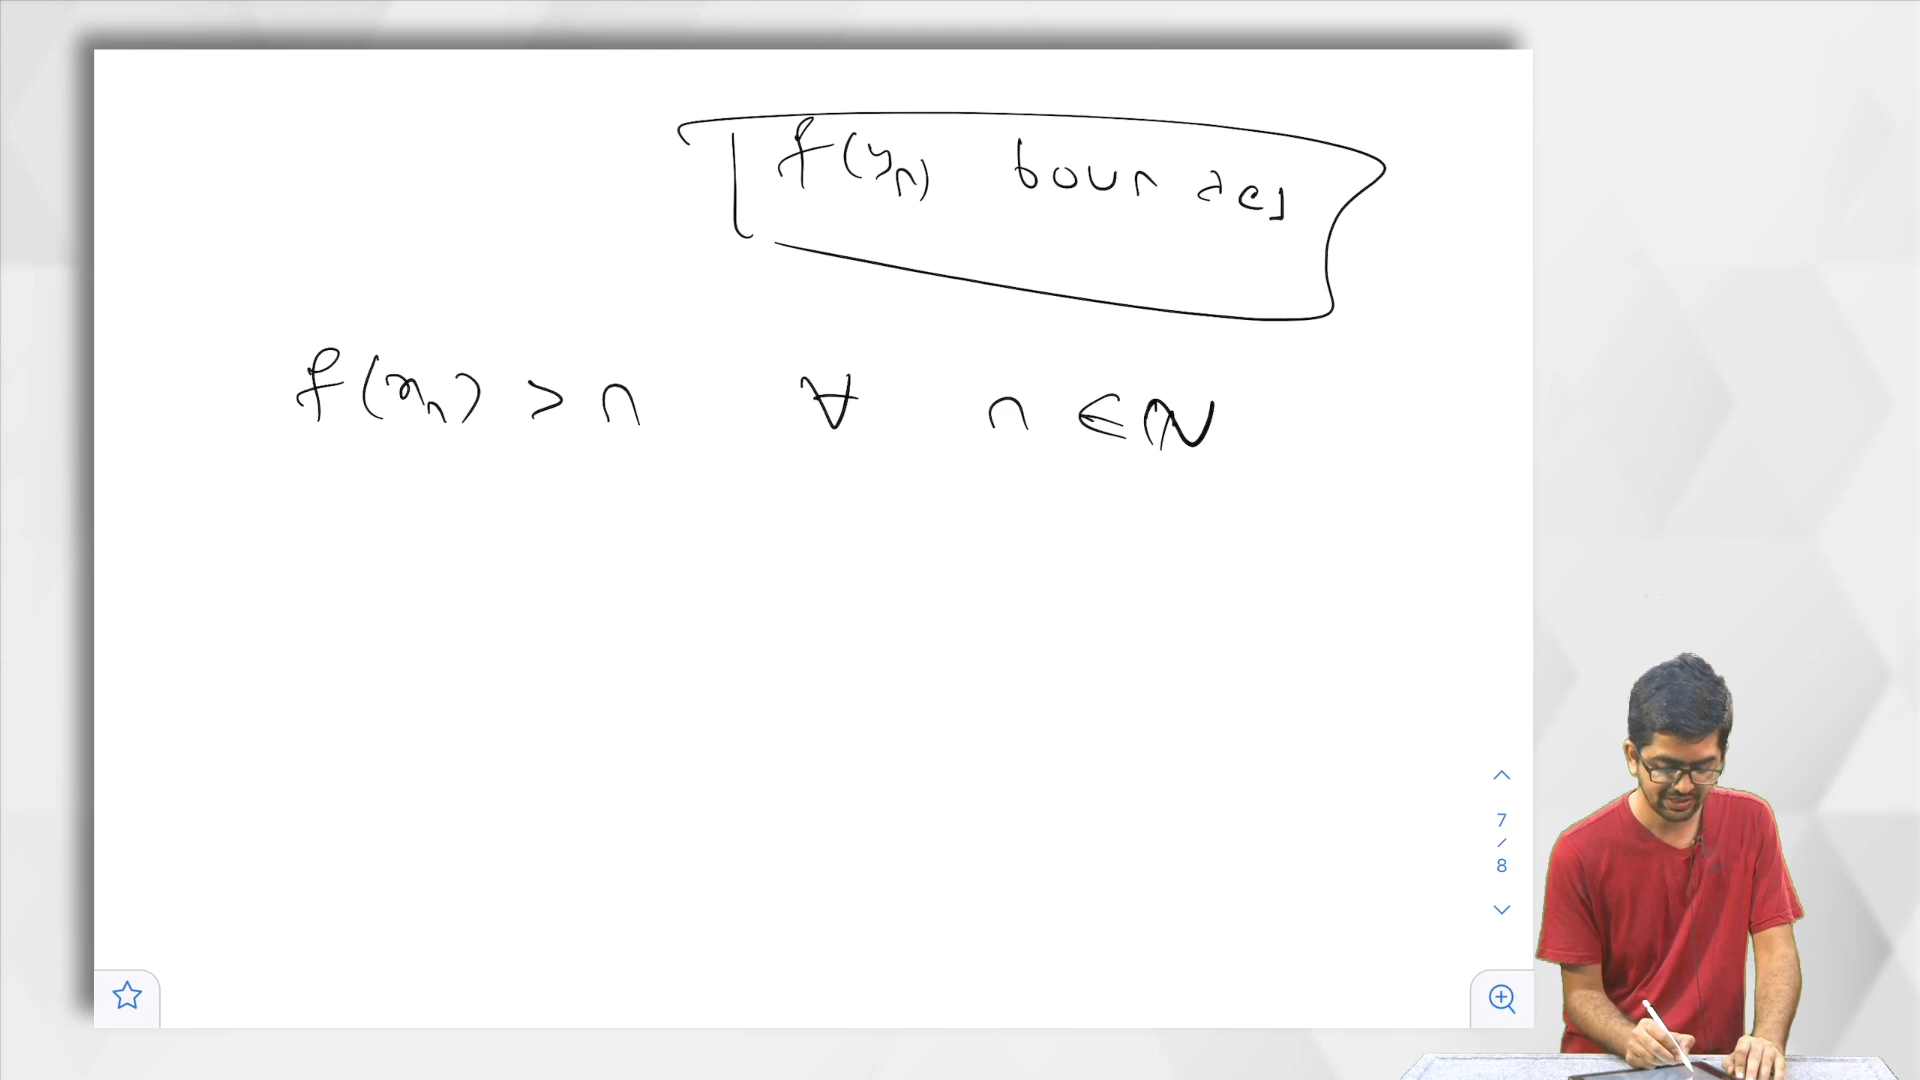 f(yₙ) bounded
f(xₙ) > n ∀ n ∈ ℕ
7
/
8